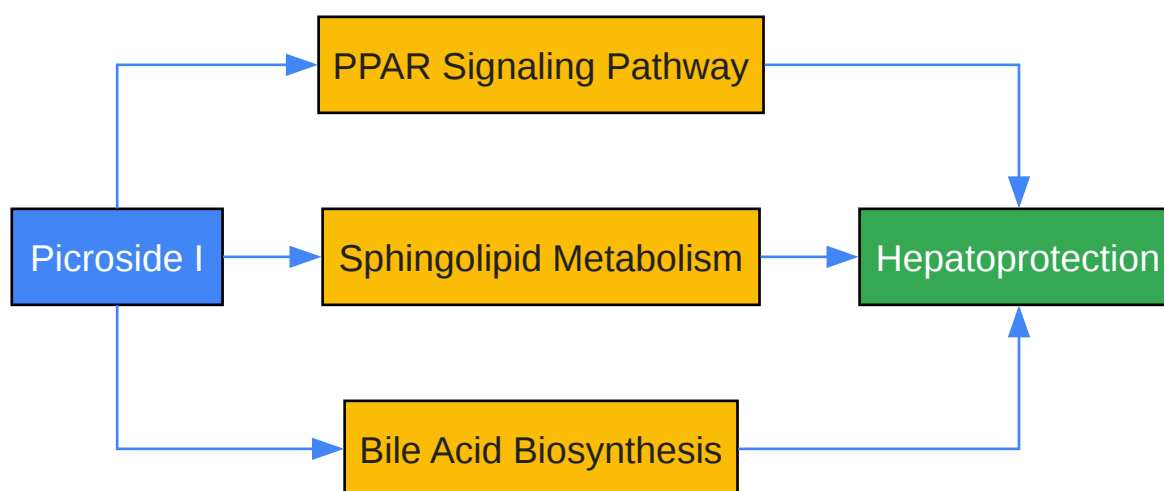 PPAR Signaling Pathway
Picroside I
Sphingolipid Metabolism
Hepatoprotection
Bile Acid Biosynthesis